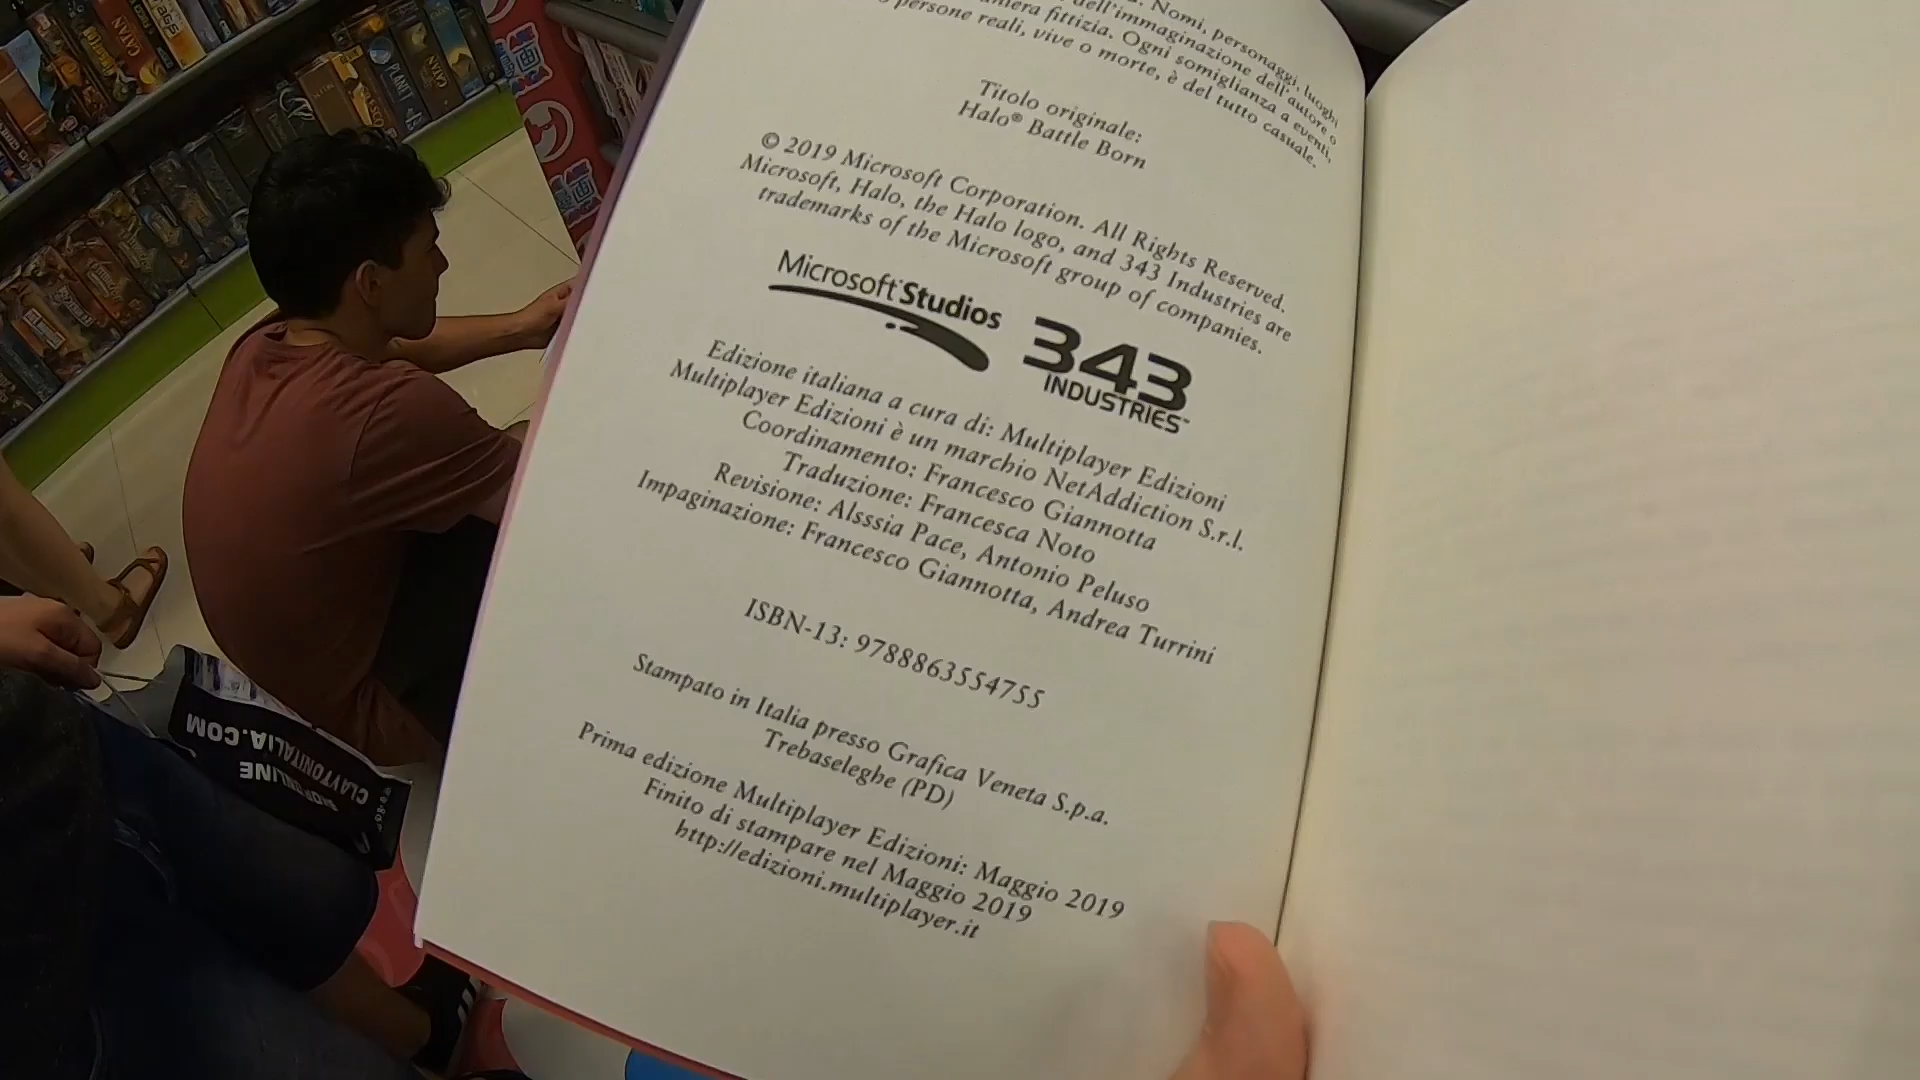 Nomi, personaggi, luoghi
dell'immaginazione dell'autore o
fittizia. Ogni somiglianza a eventi,
persone reali, vive o morte, è del tutto casuale.
Titolo originale:
Halo® Battle Born
© 2019 Microsoft Corporation. All Rights Reserved.
Microsoft, Halo, the Halo logo, and 343 Industries are
trademarks of the Microsoft group of companies.
Microsoft Studios
343
INDUSTRIES™
Edizione italiana a cura di: Multiplayer Edizioni
Multiplayer Edizioni è un marchio NetAddiction S.r.l.
Coordinamento: Francesco Giannotta
Traduzione: Francesca Noto
Revisione: Alsssia Pace, Antonio Peluso
Impaginazione: Francesco Giannotta, Andrea Turrini
ISBN-13: 9788863554755
Stampato in Italia presso Grafica Veneta S.p.a.
Trebaseleghe (PD)
Prima edizione Multiplayer Edizioni: Maggio 2019
Finito di stampare nel Maggio 2019
http://edizioni.multiplayer.it
CLAYTONITALIA.COM
CATAN
CATAN
PLANET